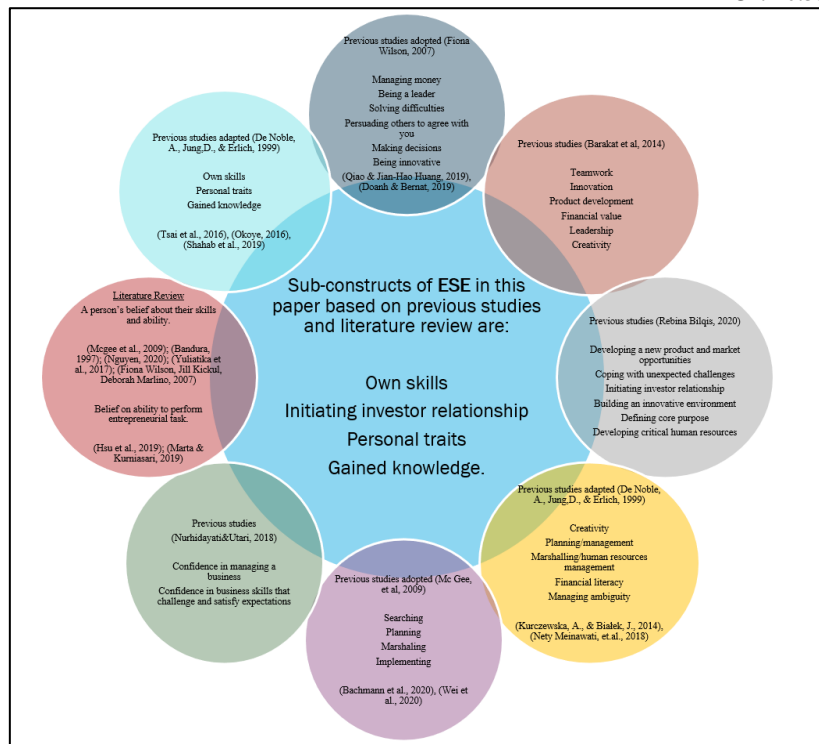 Previous studies adopted (Fiona
Wilson, 2007)
Managing money
Being a leader
Solving difficulties
Persuading others to agree with
you
Making decisions
Being innovative
(Qiao & Jian-Hao Huang, 2019),
(Doanh & Bernat, 2019)
Previous studies (Barakat et al, 2014)
Teamwork
Innovation
Product development
Financial value
Leadership
Creativity
Previous studies (Rebina Bilqis, 2020)
Developing a new product and market
opportunities
Coping with unexpected challenges
Initiating investor relationship
Building an innovative environment
Defining core purpose
Developing critical human resources
Previous studies adapted (De Noble,
A., Jung,D., & Erlich, 1999)
Creativity
Planning/management
Marshalling/human resources
management
Financial literacy
Managing ambiguity
(Kurczewska, A., & Białek, J., 2014),
(Nety Meinawati, et.al., 2018)
Previous studies adopted (Mc Gee,
et al, 2009)
Searching
Planning
Marshaling
Implementing
(Bachmann et al., 2020), (Wei et
al., 2020)
Previous studies
(Nurhidayati&Utari, 2018)
Confidence in managing a
business
Confidence in business skills that
challenge and satisfy expectations
Literature Review
A person's belief about their skills
and ability.
(Mcgee et al., 2009); (Bandura,
1997); (Nguyen, 2020); (Yuliatika
et al., 2017); (Fiona Wilson, Jill Kickul,
Deborah Marlino, 2007)
Belief on ability to perform
entrepreneurial task.
(Hsu et al., 2019); (Marta &
Kurniasari, 2019)
Previous studies adapted (De Noble,
A., Jung,D., & Erlich, 1999)
Own skills
Personal traits
Gained knowledge
(Tsai et al., 2016), (Okoye, 2016),
(Shahab et al., 2019)
Sub-constructs of ESE in this
paper based on previous studies
and literature review are:
Own skills
Initiating investor relationship
Personal traits
Gained knowledge.